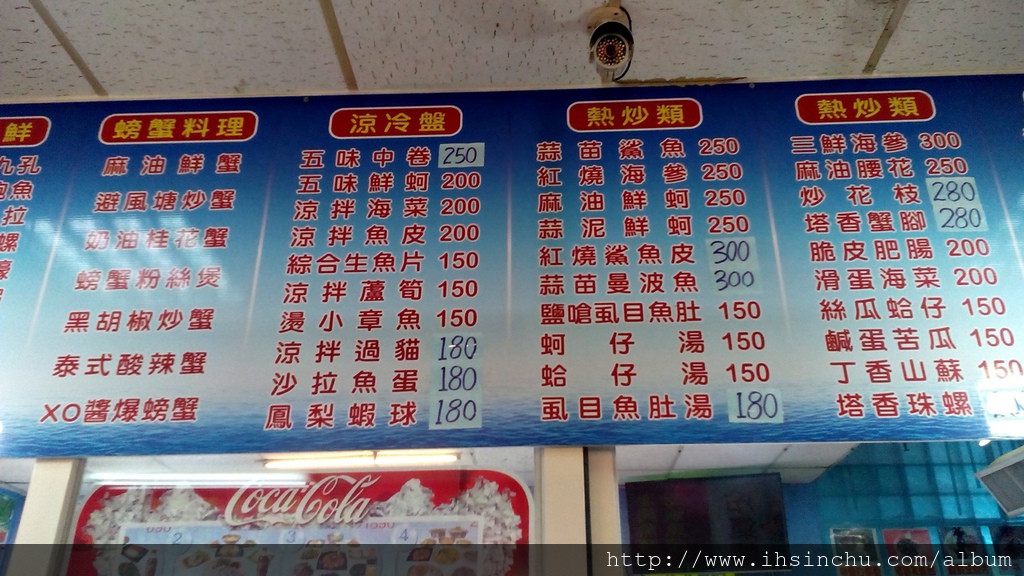 鮮
九孔
鮑魚
拉
螺
螃蟹料理
麻油鮮蟹
避風塘炒蟹
奶油桂花蟹
螃蟹粉絲煲
黑胡椒炒蟹
泰式酸辣蟹
XO醬爆螃蟹
涼冷盤
五味中卷 250
五味鮮蚵 200
涼拌海菜 200
涼拌魚皮 200
綜合生魚片 150
涼拌蘆筍 150
燙小章魚 150
涼拌過貓 180
沙拉魚蛋 180
鳳梨蝦球 180
熱炒類
蒜苗鯊魚 250
紅燒海參 250
麻油鮮蚵 250
蒜泥鮮蚵 250
紅燒鯊魚皮 300
蒜苗曼波魚 300
鹽嗆虱目魚肚 150
蚵仔湯 150
蛤仔湯 150
虱目魚肚湯 180
熱炒類
三鮮海參 300
麻油腰花 250
炒花枝 280
塔香蟹腳 280
脆皮肥腸 200
滑蛋海菜 200
絲瓜蛤仔 150
鹹蛋苦瓜 150
丁香山蘇 150
塔香珠螺
Coca-Cola
2
3
4
http://www.ihsinchu.com/album